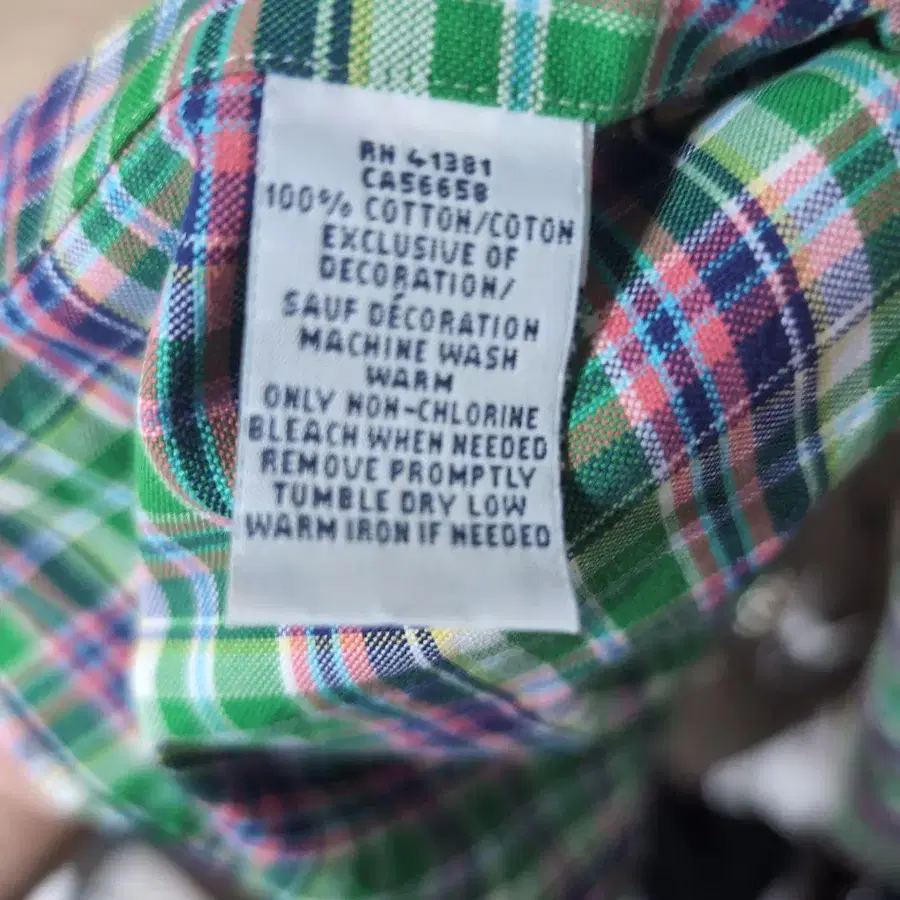 RN 41381
CA56658
100% COTTON/COTON
EXCLUSIVE OF
DECORATION/
SAUF DÉCORATION
MACHINE WASH
WARM
ONLY NON-CHLORINE
BLEACH WHEN NEEDED
REMOVE PROMPTLY
TUMBLE DRY LOW
WARM IRON IF NEEDED